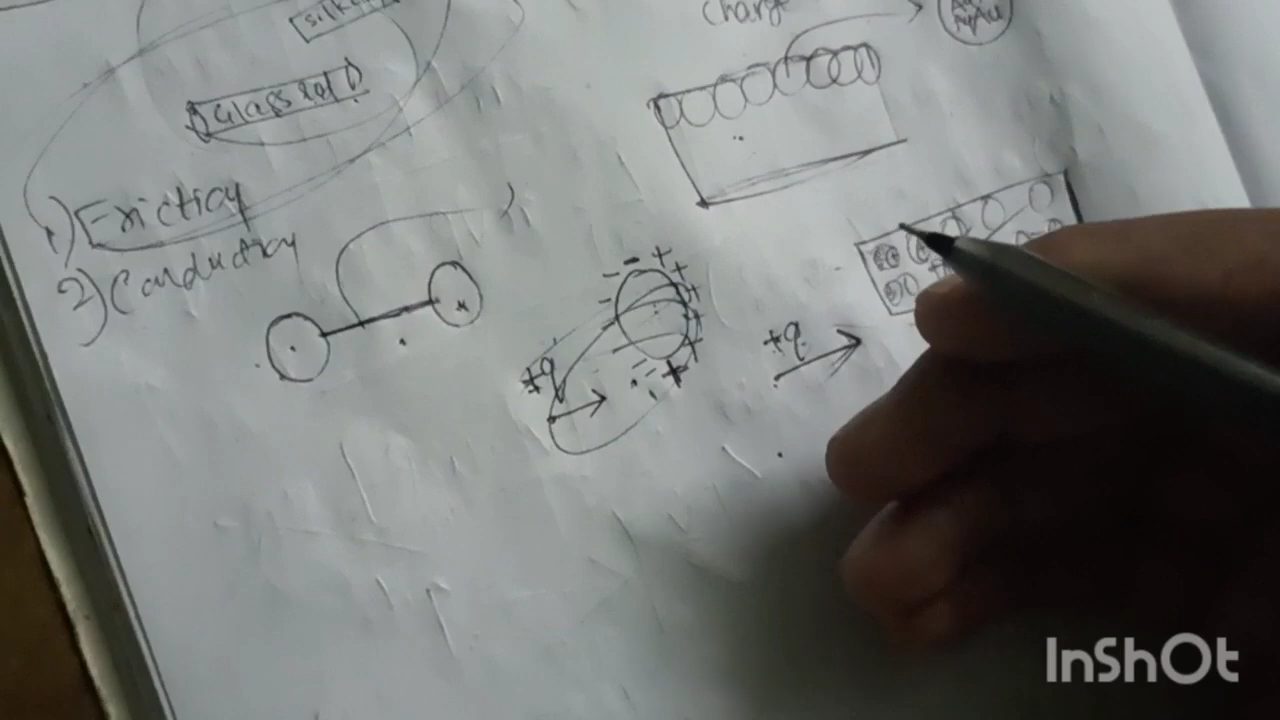 silk
Charge
Glass rod
1) Friction
2) Conduction
- - + +
+q
+q
InShOt